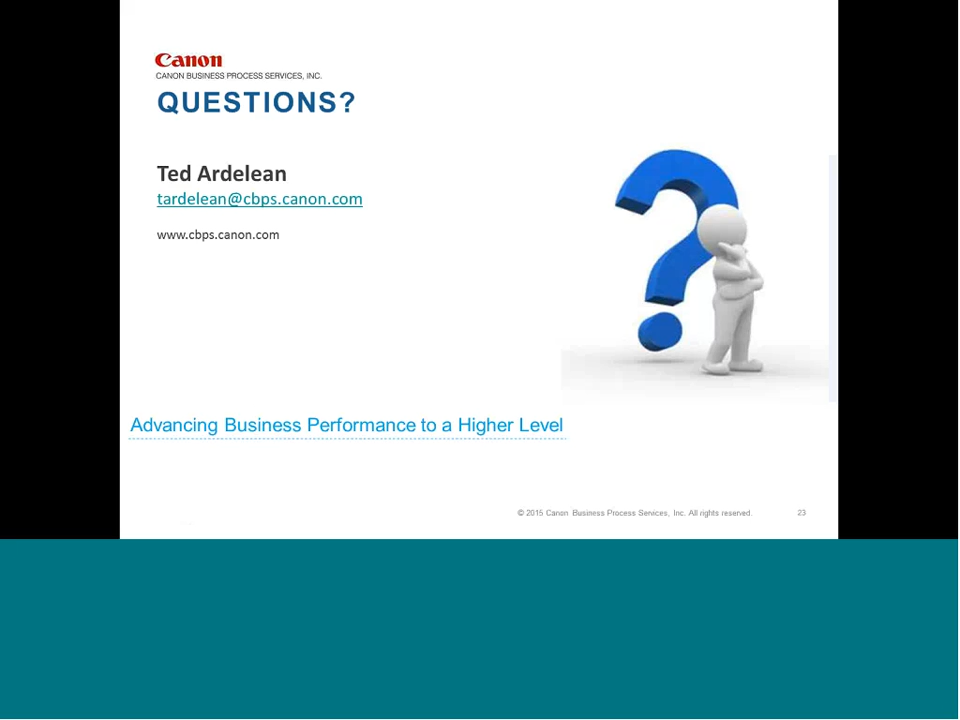 Canon
CANON BUSINESS PROCESS SERVICES, INC.
QUESTIONS?
Ted Ardelean
tardelean@cbps.canon.com
www.cbps.canon.com
Advancing Business Performance to a Higher Level
© 2015 Canon Business Process Services, Inc. All rights reserved
23